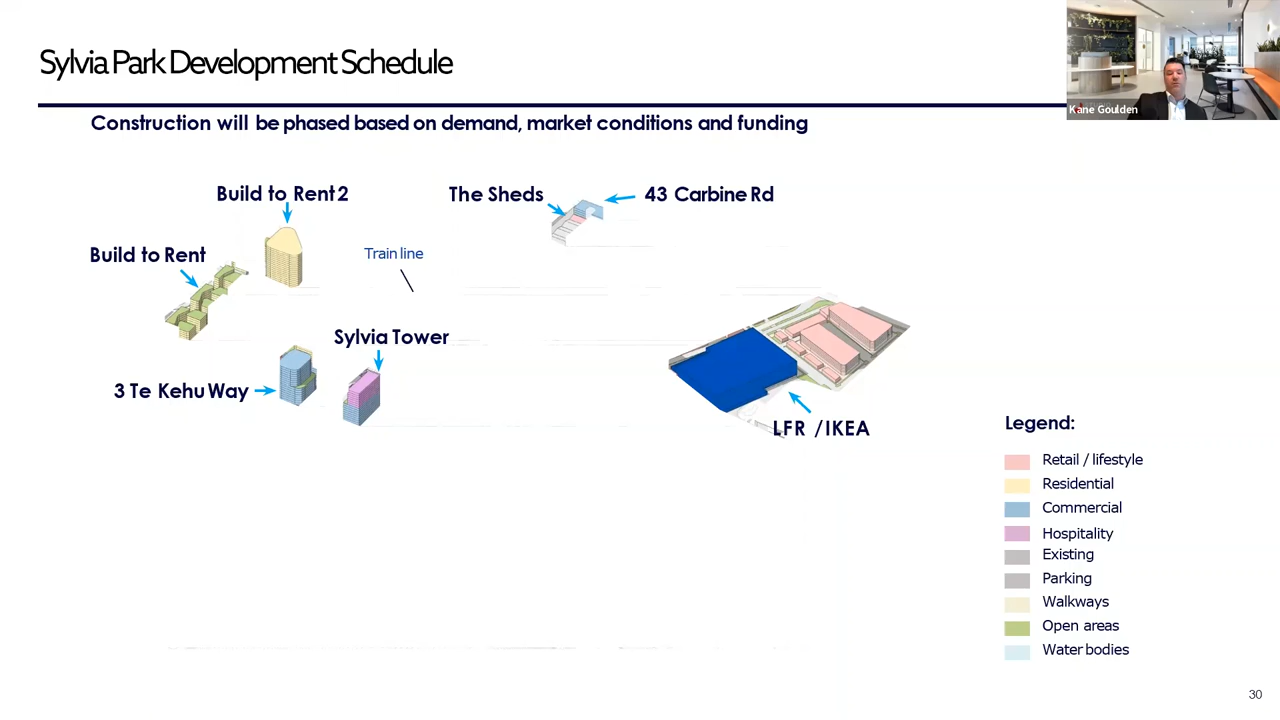 Sylvia Park Development Schedule
Kane Goulden
Construction will be phased based on demand, market conditions and funding
Build to Rent 2
The Sheds
43 Carbine Rd
Build to Rent
Train line
Sylvia Tower
3 Te Kehu Way
LFR / IKEA
Legend:
Retail / lifestyle
Residential
Commercial
Hospitality
Existing
Parking
Walkways
Open areas
Water bodies
30